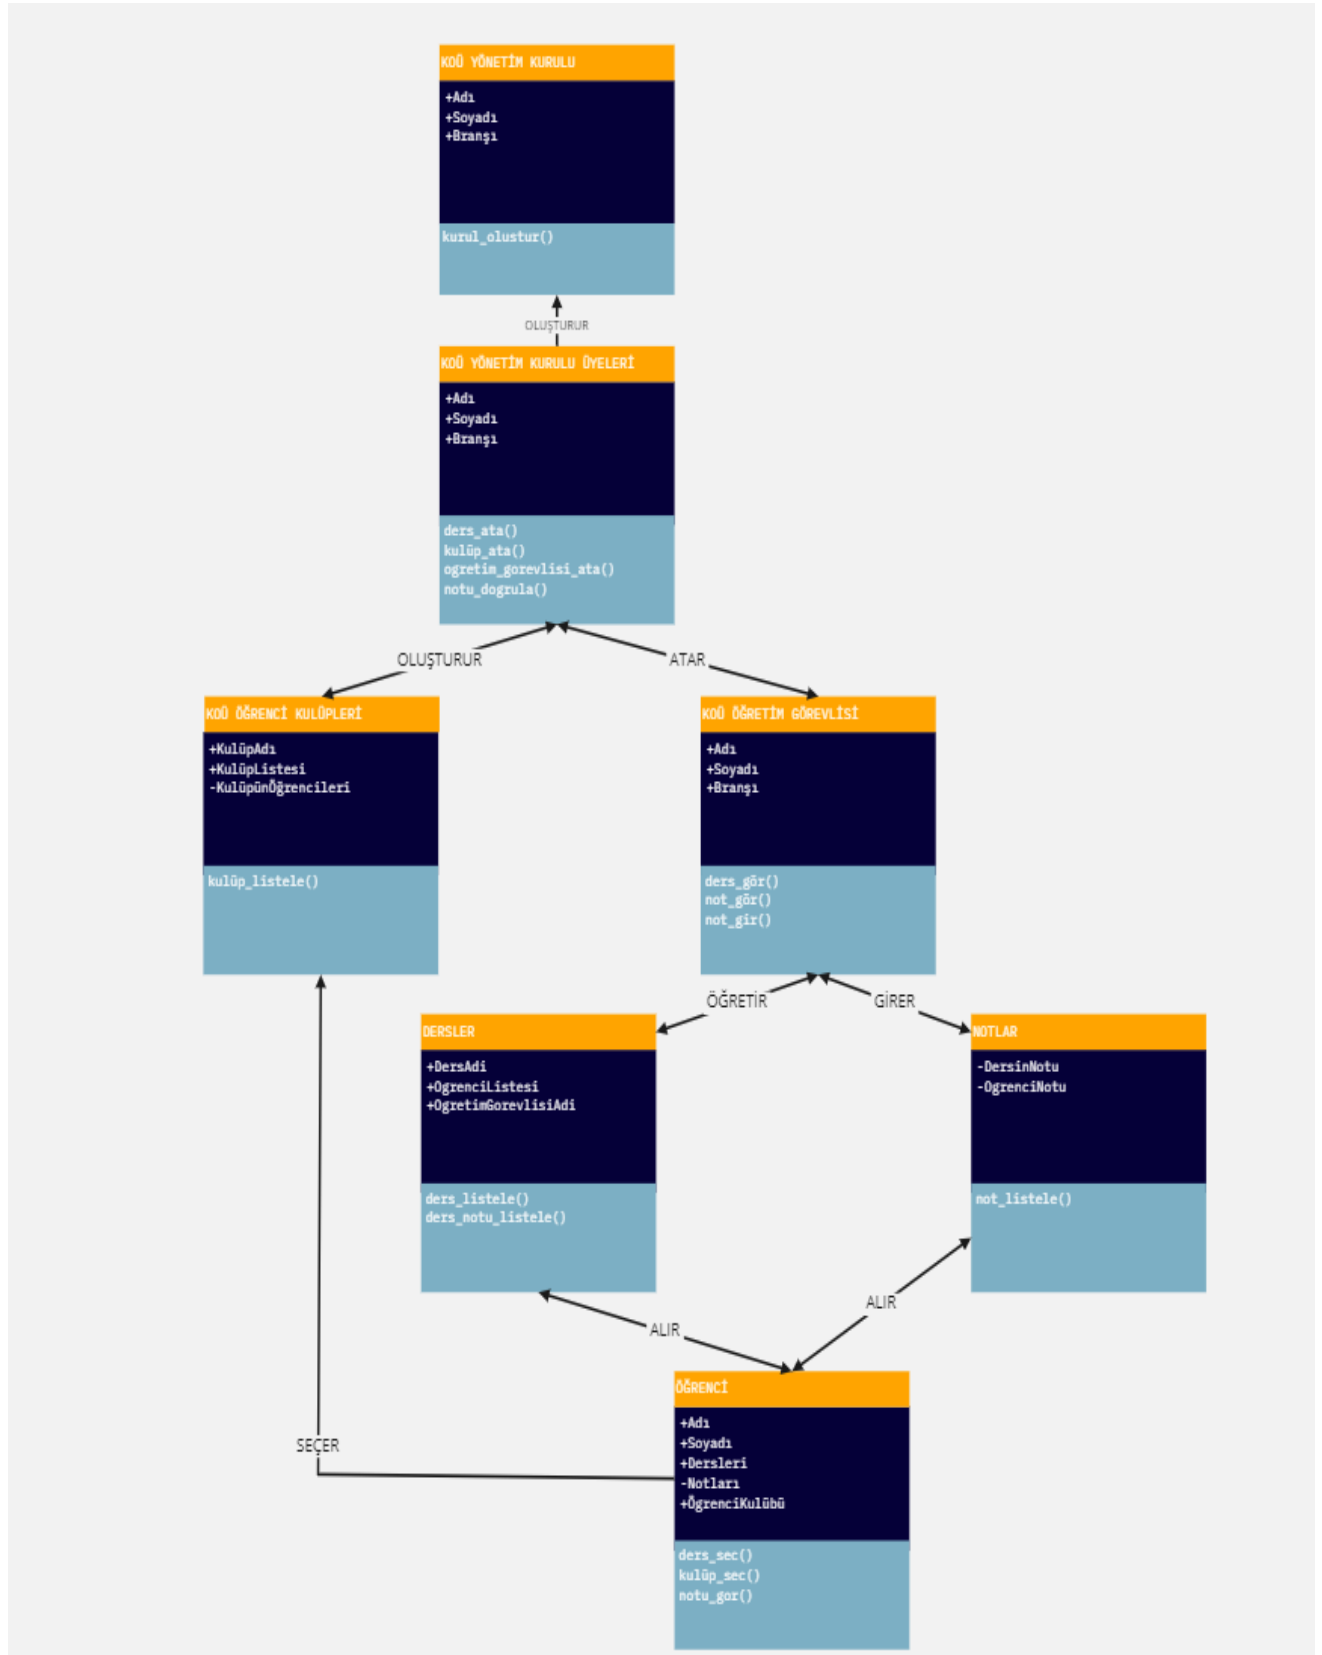 KOÜ YÖNETİM KURULU
+Adı
+Soyadı
+Branşı
kurul_olustur()
OLUŞTURUR
KOÜ YÖNETİM KURULU ÜYELERİ
+Adı
+Soyadı
+Branşı
ders_ata()
kulüp_ata()
ogretim_gorevlisi_ata()
notu_dogrula()
OLUŞTURUR
ATAR
KOÜ ÖĞRENCİ KULÜPLERİ
+KulüpAdı
+KulüpListesi
-KulüpünÖğrencileri
kulüp_listele()
KOÜ ÖĞRETİM GÖREVLİSİ
+Adı
+Soyadı
+Branşı
ders_gör()
not_gör()
not_gir()
ÖĞRETİR
GİRER
DERSLER
+DersAdi
+OgrenciListesi
+OgretimGorevlisiAdi
ders_listele()
ders_notu_listele()
NOTLAR
-DersinNotu
-OgrenciNotu
not_listele()
ALIR
ALIR
SEÇER
ÖĞRENCİ
+Adı
+Soyadı
+Dersleri
-Notları
+ÖgrenciKulübü
ders_sec()
kulüp_sec()
notu_gor()